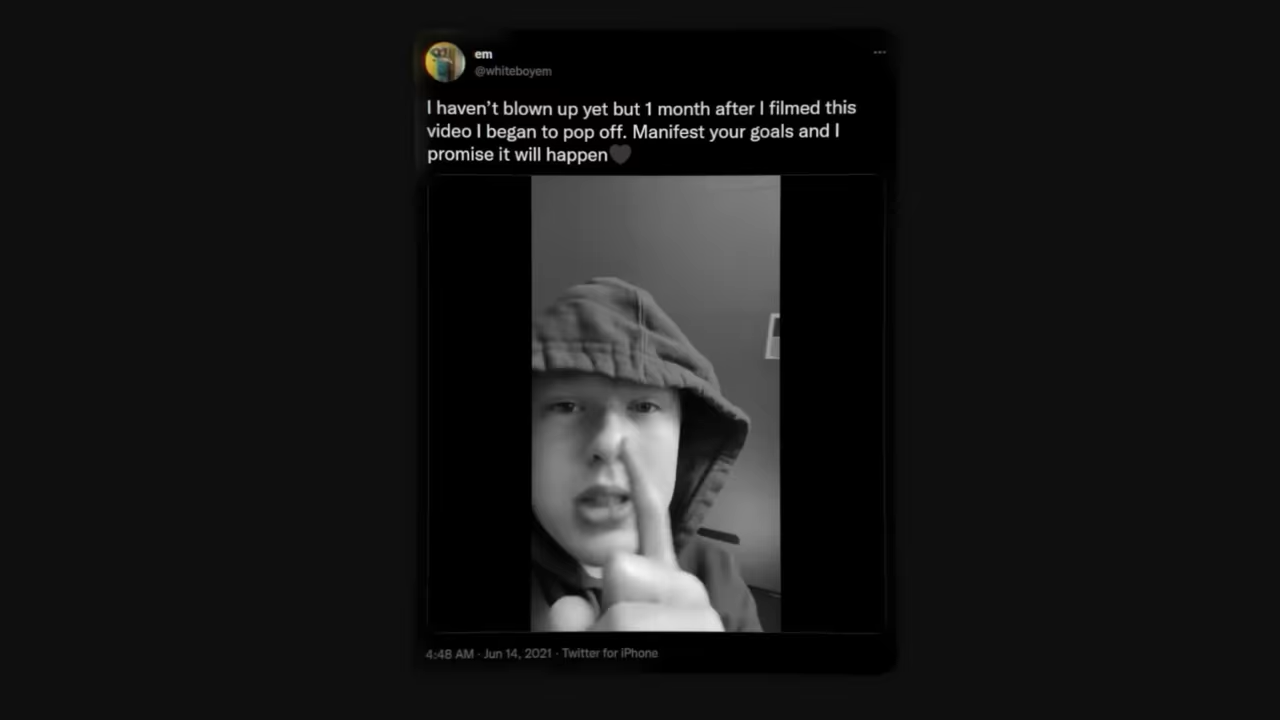 em
@whiteboyem
I haven’t blown up yet but 1 month after I filmed this
video I began to pop off. Manifest your goals and I
promise it will happen🖤
4:48 AM · Jun 14, 2021 · Twitter for iPhone